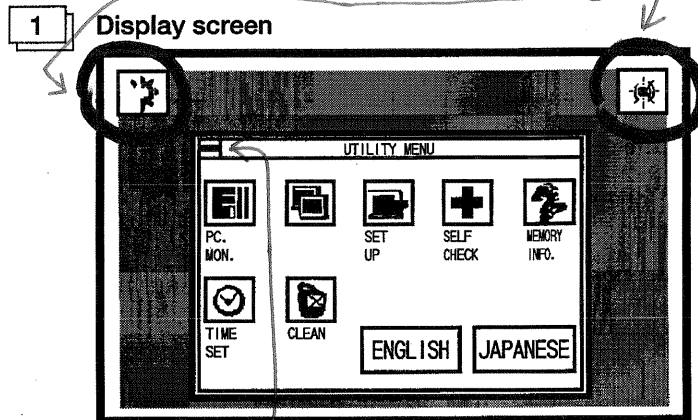 1 Display screen
UTILITY MENU
PC. MON.
SET UP
SELF CHECK
MEMORY INFO.
TIME SET
CLEAN
ENGLISH JAPANESE